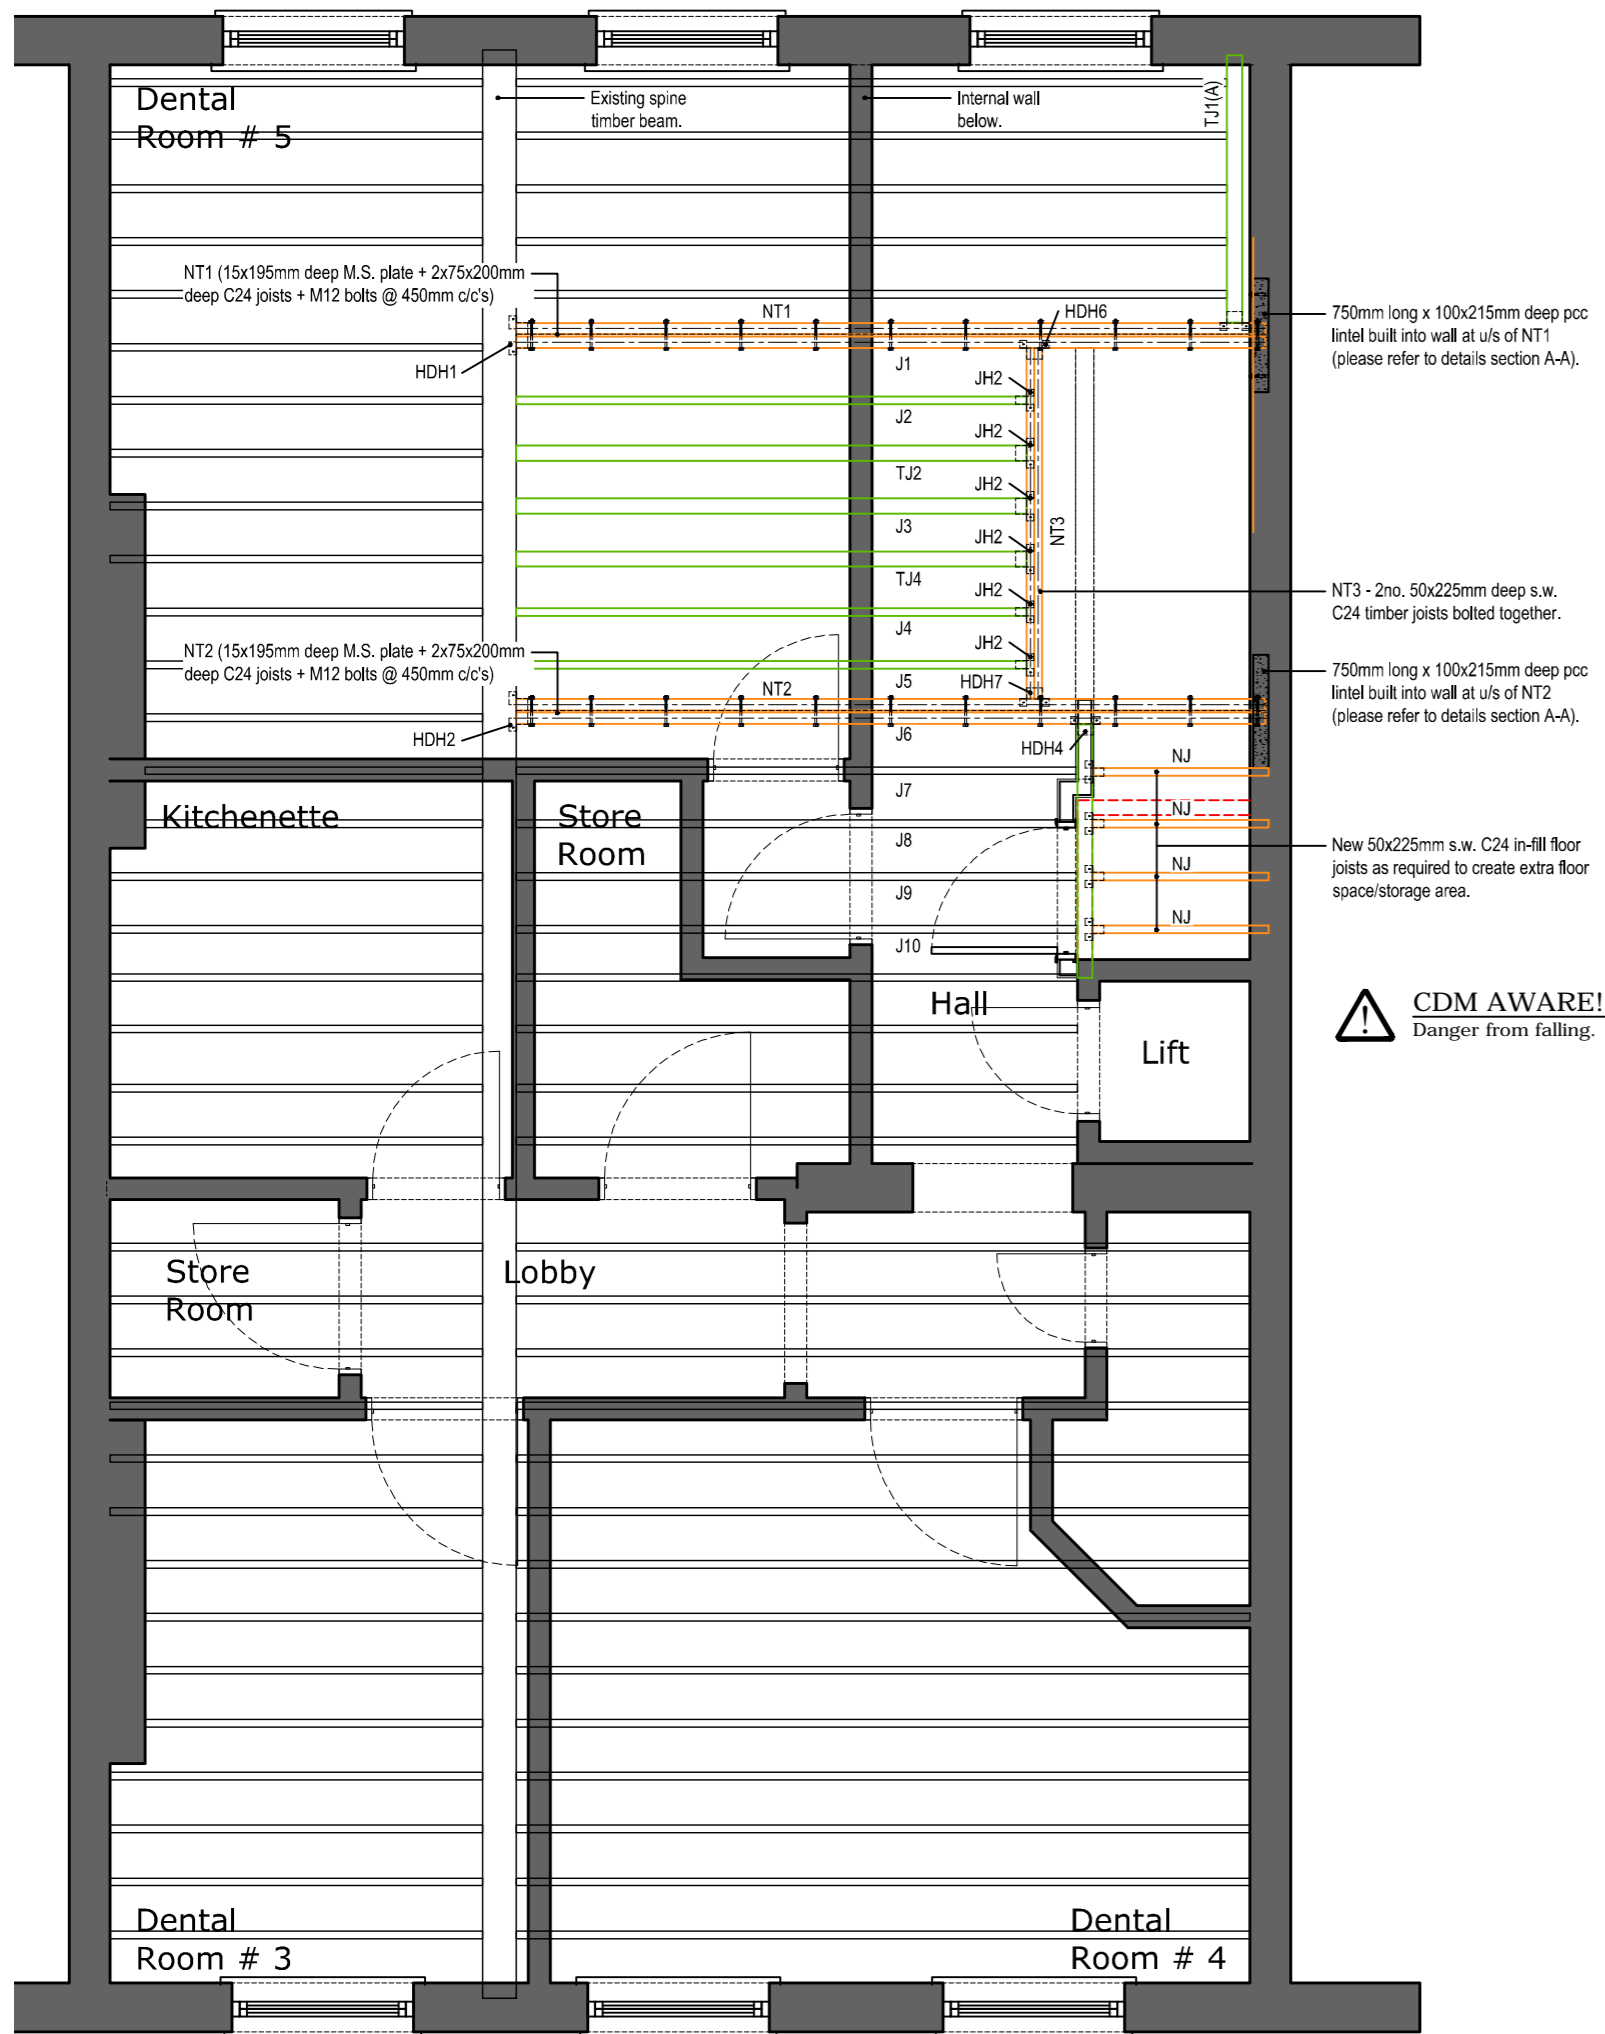 Dental
Room # 5
Existing spine
timber beam.
Internal wall
below.
TJ1(A)
NT1 (15x195mm deep M.S. plate + 2x75x200mm
deep C24 joists + M12 bolts @ 450mm c/c's)
NT1
HDH6
HDH1
J1
750mm long x 100x215mm deep pcc
lintel built into wall at u/s of NT1
(please refer to details section A-A).
JH2
J2
JH2
TJ2
JH2
J3
NT3
JH2
TJ4
JH2
J4
NT3 - 2no. 50x225mm deep s.w.
C24 timber joists bolted together.
NT2 (15x195mm deep M.S. plate + 2x75x200mm
deep C24 joists + M12 bolts @ 450mm c/c's)
JH2
J5
HDH7
NT2
750mm long x 100x215mm deep pcc
lintel built into wall at u/s of NT2
(please refer to details section A-A).
HDH2
J6
HDH4
NJ
J7
Kitchenette
Store
Room
NJ
J8
New 50x225mm s.w. C24 in-fill floor
joists as required to create extra floor
space/storage area.
NJ
J9
NJ
J10
Hall
CDM AWARE!
Danger from falling.
!
Lift
Store
Room
Lobby
Dental
Room # 3
Dental
Room # 4